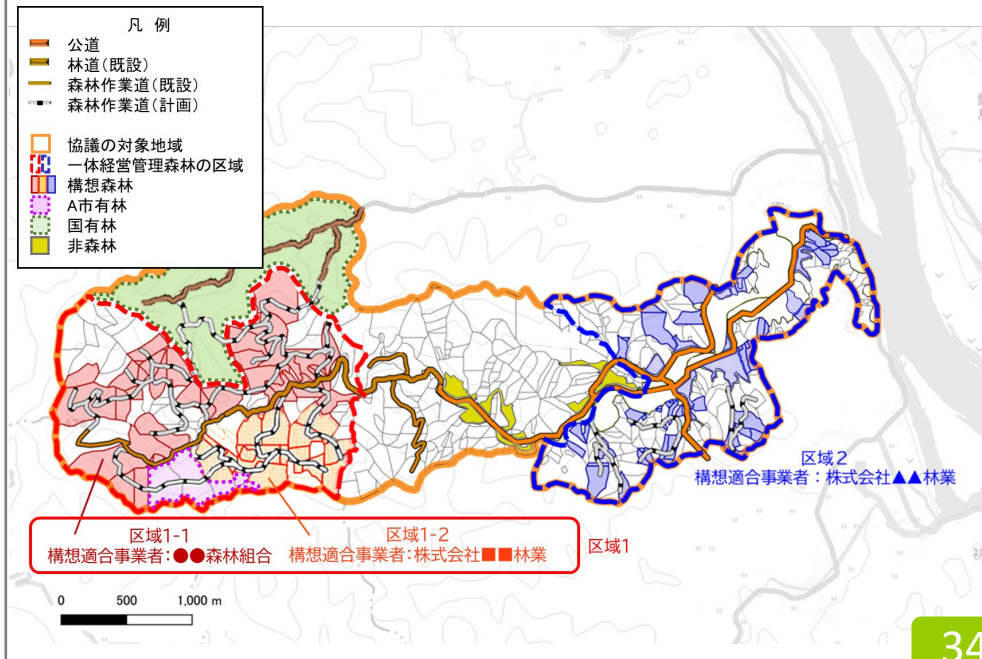 凡 例
公道
林道(既設)
森林作業道(既設)
森林作業道(計画)
協議の対象地域
一体経営管理森林の区域
構想森林
A市有林
国有林
非森林
区域2
構想適合事業者:株式会社▲▲林業
区域1-1
構想適合事業者:●●森林組合
区域1-2
構想適合事業者:株式会社■■林業
区域1
0 500 1,000 m
34